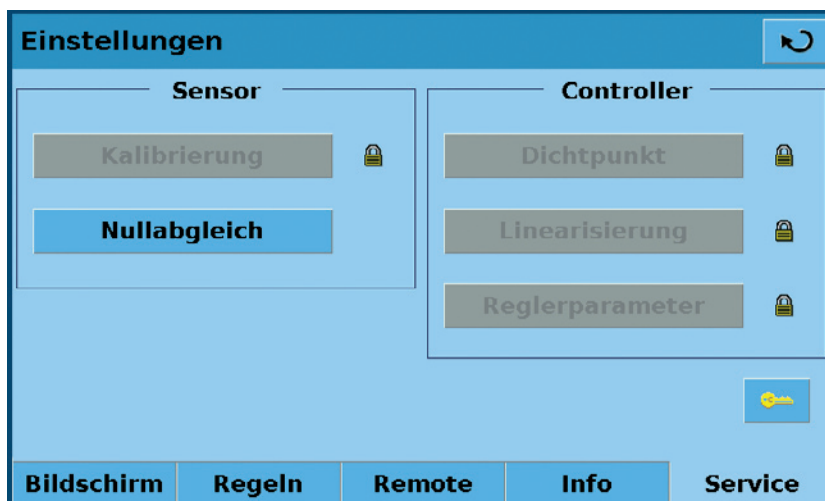 Einstellungen
Sensor
Kalibrierung
Nullabgleich
Controller
Dichtpunkt
Linearisierung
Reglerparameter
Bildschirm Regeln Remote Info Service